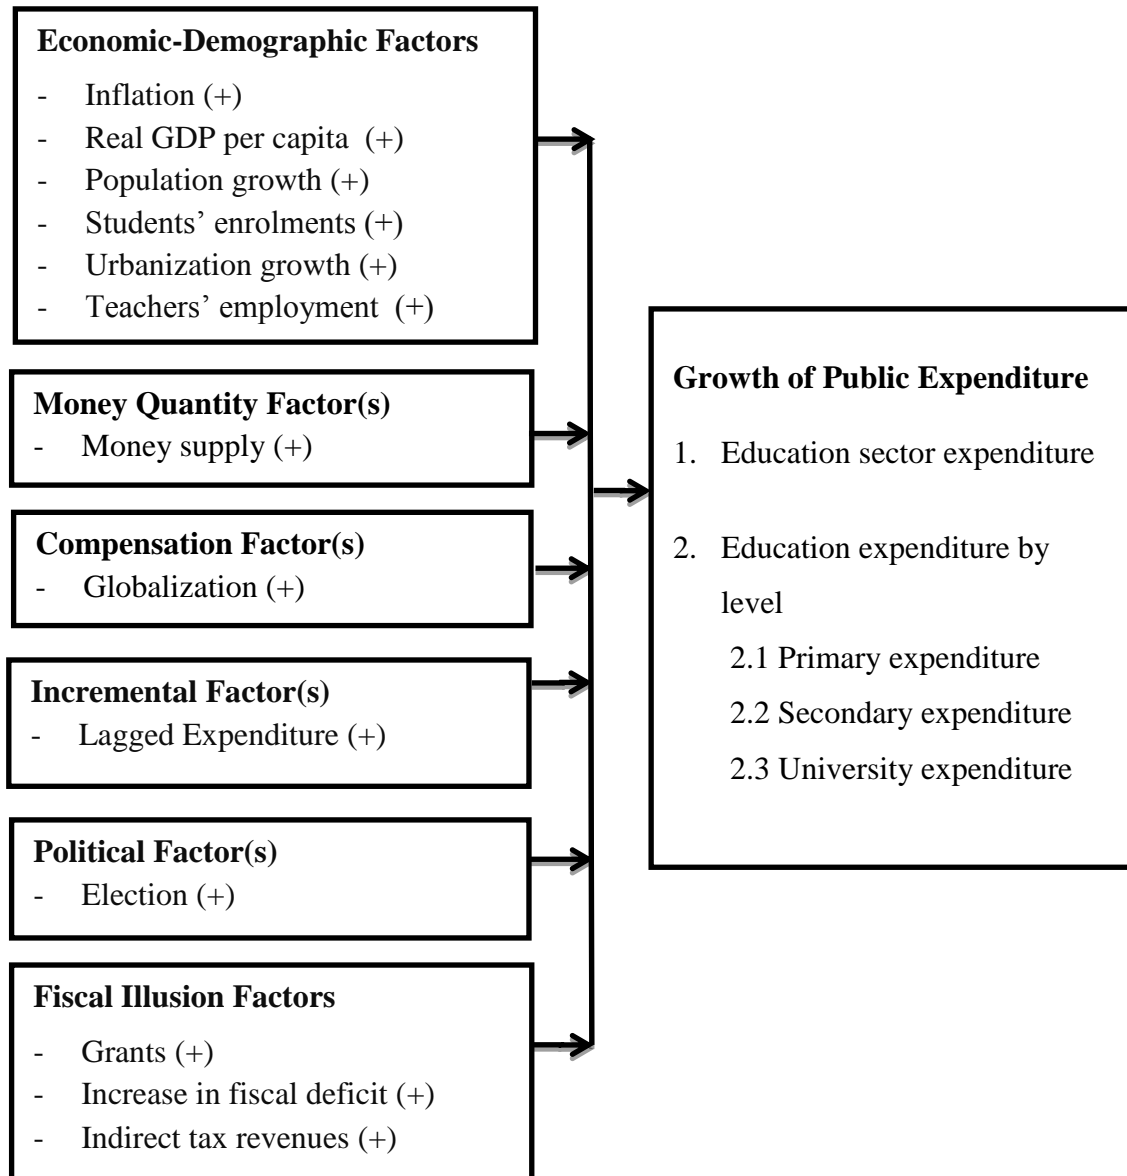 Economic-Demographic Factors
- Inflation (+)
- Real GDP per capita (+)
- Population growth (+)
- Students’ enrolments (+)
- Urbanization growth (+)
- Teachers’ employment (+)
Money Quantity Factor(s)
- Money supply (+)
Compensation Factor(s)
- Globalization (+)
Incremental Factor(s)
- Lagged Expenditure (+)
Political Factor(s)
- Election (+)
Fiscal Illusion Factors
- Grants (+)
- Increase in fiscal deficit (+)
- Indirect tax revenues (+)
Growth of Public Expenditure
1. Education sector expenditure
2. Education expenditure by
level
2.1 Primary expenditure
2.2 Secondary expenditure
2.3 University expenditure